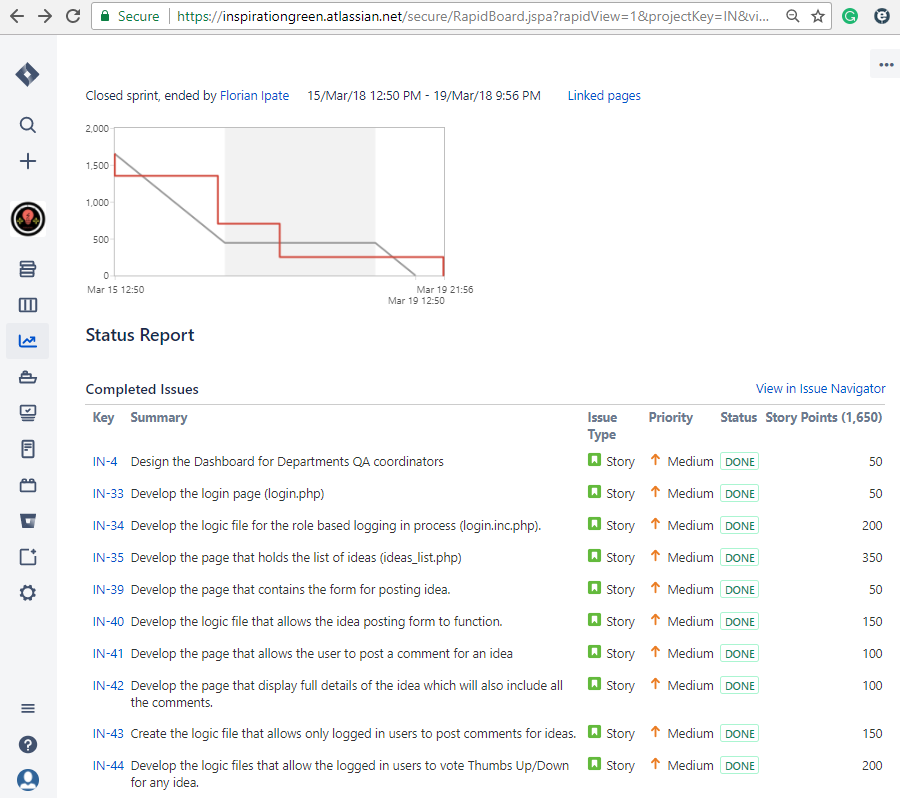 Secure https://inspirationgreen.atlassian.net/secure/RapidBoard.jspa?rapidView=1&projectKey=IN&vi...
Closed sprint, ended by Florian Ipate 15/Mar/18 12:50 PM - 19/Mar/18 9:56 PM Linked pages
2,000
1,500
1,000
500
0
Mar 15 12:50 Mar 19 21:56
Mar 19 12:50
Status Report
Completed Issues View in Issue Navigator
Key Summary Issue Priority Status Story Points (1,650)
Type
IN-4 Design the Dashboard for Departments QA coordinators Story Medium DONE 50
IN-33 Develop the login page (login.php) Story Medium DONE 50
IN-34 Develop the logic file for the role based logging in process (login.inc.php). Story Medium DONE 200
IN-35 Develop the page that holds the list of ideas (ideas_list.php) Story Medium DONE 350
IN-39 Develop the page that contains the form for posting idea. Story Medium DONE 50
IN-40 Develop the logic file that allows the idea posting form to function. Story Medium DONE 150
IN-41 Develop the page that allows the user to post a comment for an idea Story Medium DONE 100
IN-42 Develop the page that display full details of the idea which will also include all Story Medium DONE 100
the comments.
IN-43 Create the logic file that allows only logged in users to post comments for ideas. Story Medium DONE 150
IN-44 Develop the logic files that allow the logged in users to vote Thumbs Up/Down Story Medium DONE 200
for any idea.